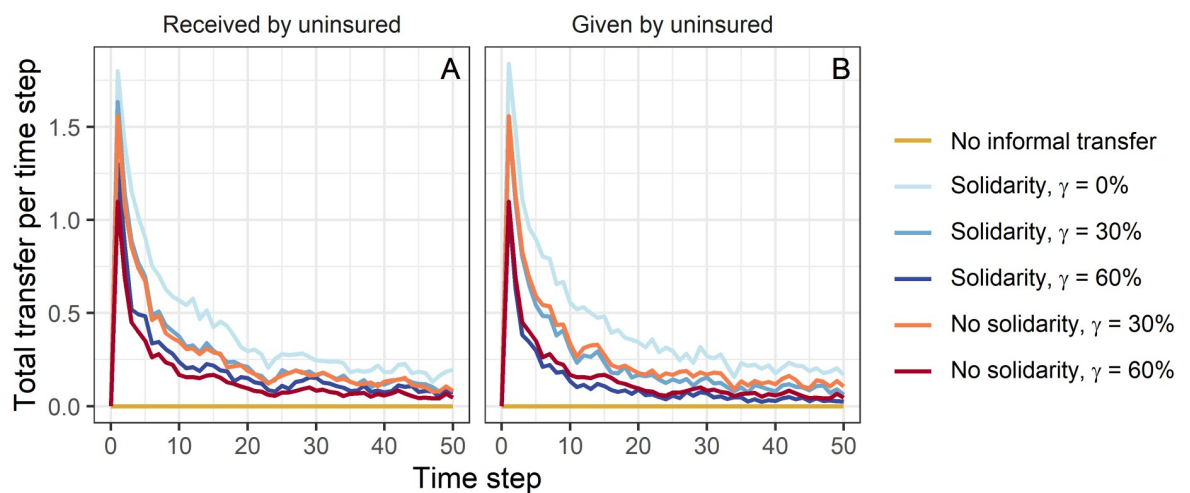 Received by uninsured
Given by uninsured
A
B
Total transfer per time step
1.5
1.0
0.5
0.0
0 10 20 30 40 50
0 10 20 30 40 50
Time step
No informal transfer
Solidarity, γ = 0%
Solidarity, γ = 30%
Solidarity, γ = 60%
No solidarity, γ = 30%
No solidarity, γ = 60%